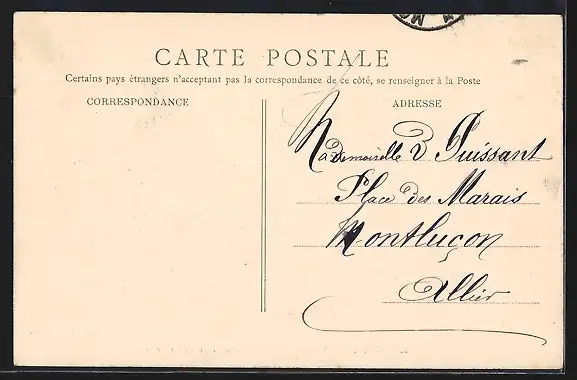 CARTE POSTALE
Certains pays étrangers n'acceptant pas la correspondance de ce côté, se renseigner à la Poste
CORRESPONDANCE
ADRESSE
Mademoiselle B Puissant
Place des Marais
Montluçon
Allier